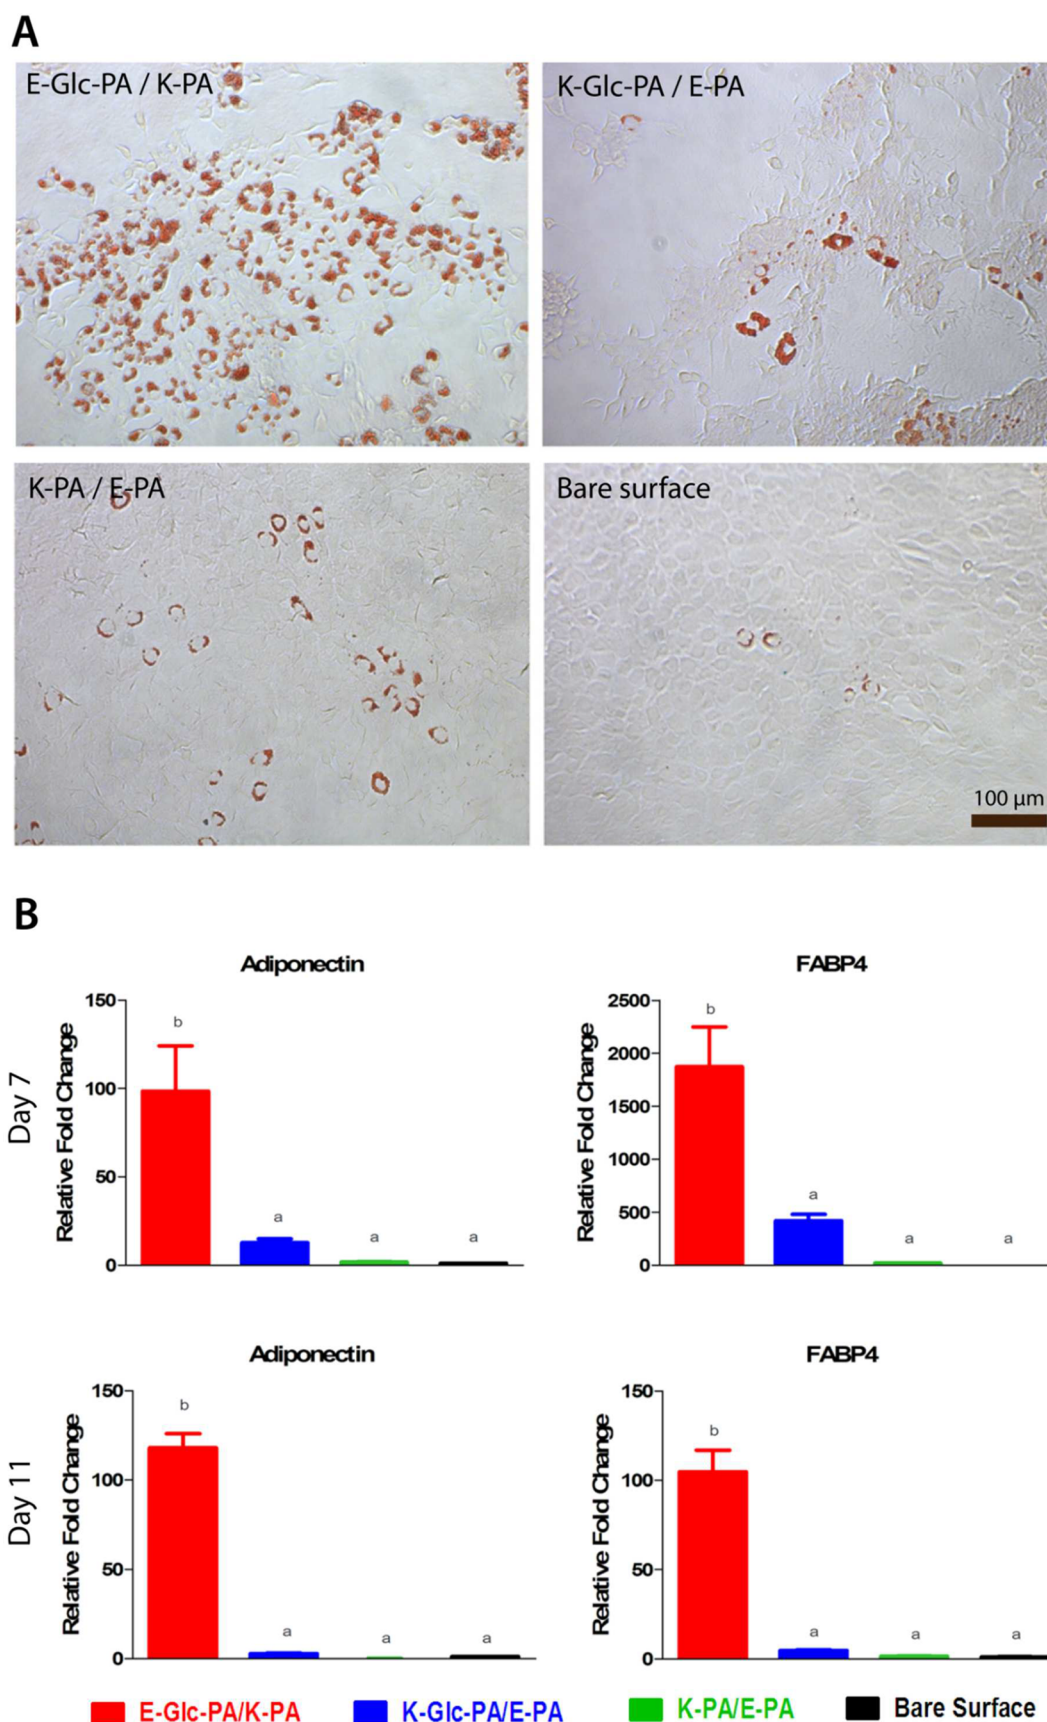 A
E-Glc-PA / K-PA
K-Glc-PA / E-PA
K-PA / E-PA
Bare surface
100 µm
B
Day 7
Adiponectin
Relative Fold Change
150
100
50
0
b
a
a
a
FABP4
Relative Fold Change
2500
2000
1500
1000
500
0
b
a
a
a
Day 11
Adiponectin
Relative Fold Change
150
100
50
0
b
a
a
a
FABP4
Relative Fold Change
150
100
50
0
b
a
a
a
E-Glc-PA/K-PA
K-Glc-PA/E-PA
K-PA/E-PA
Bare Surface